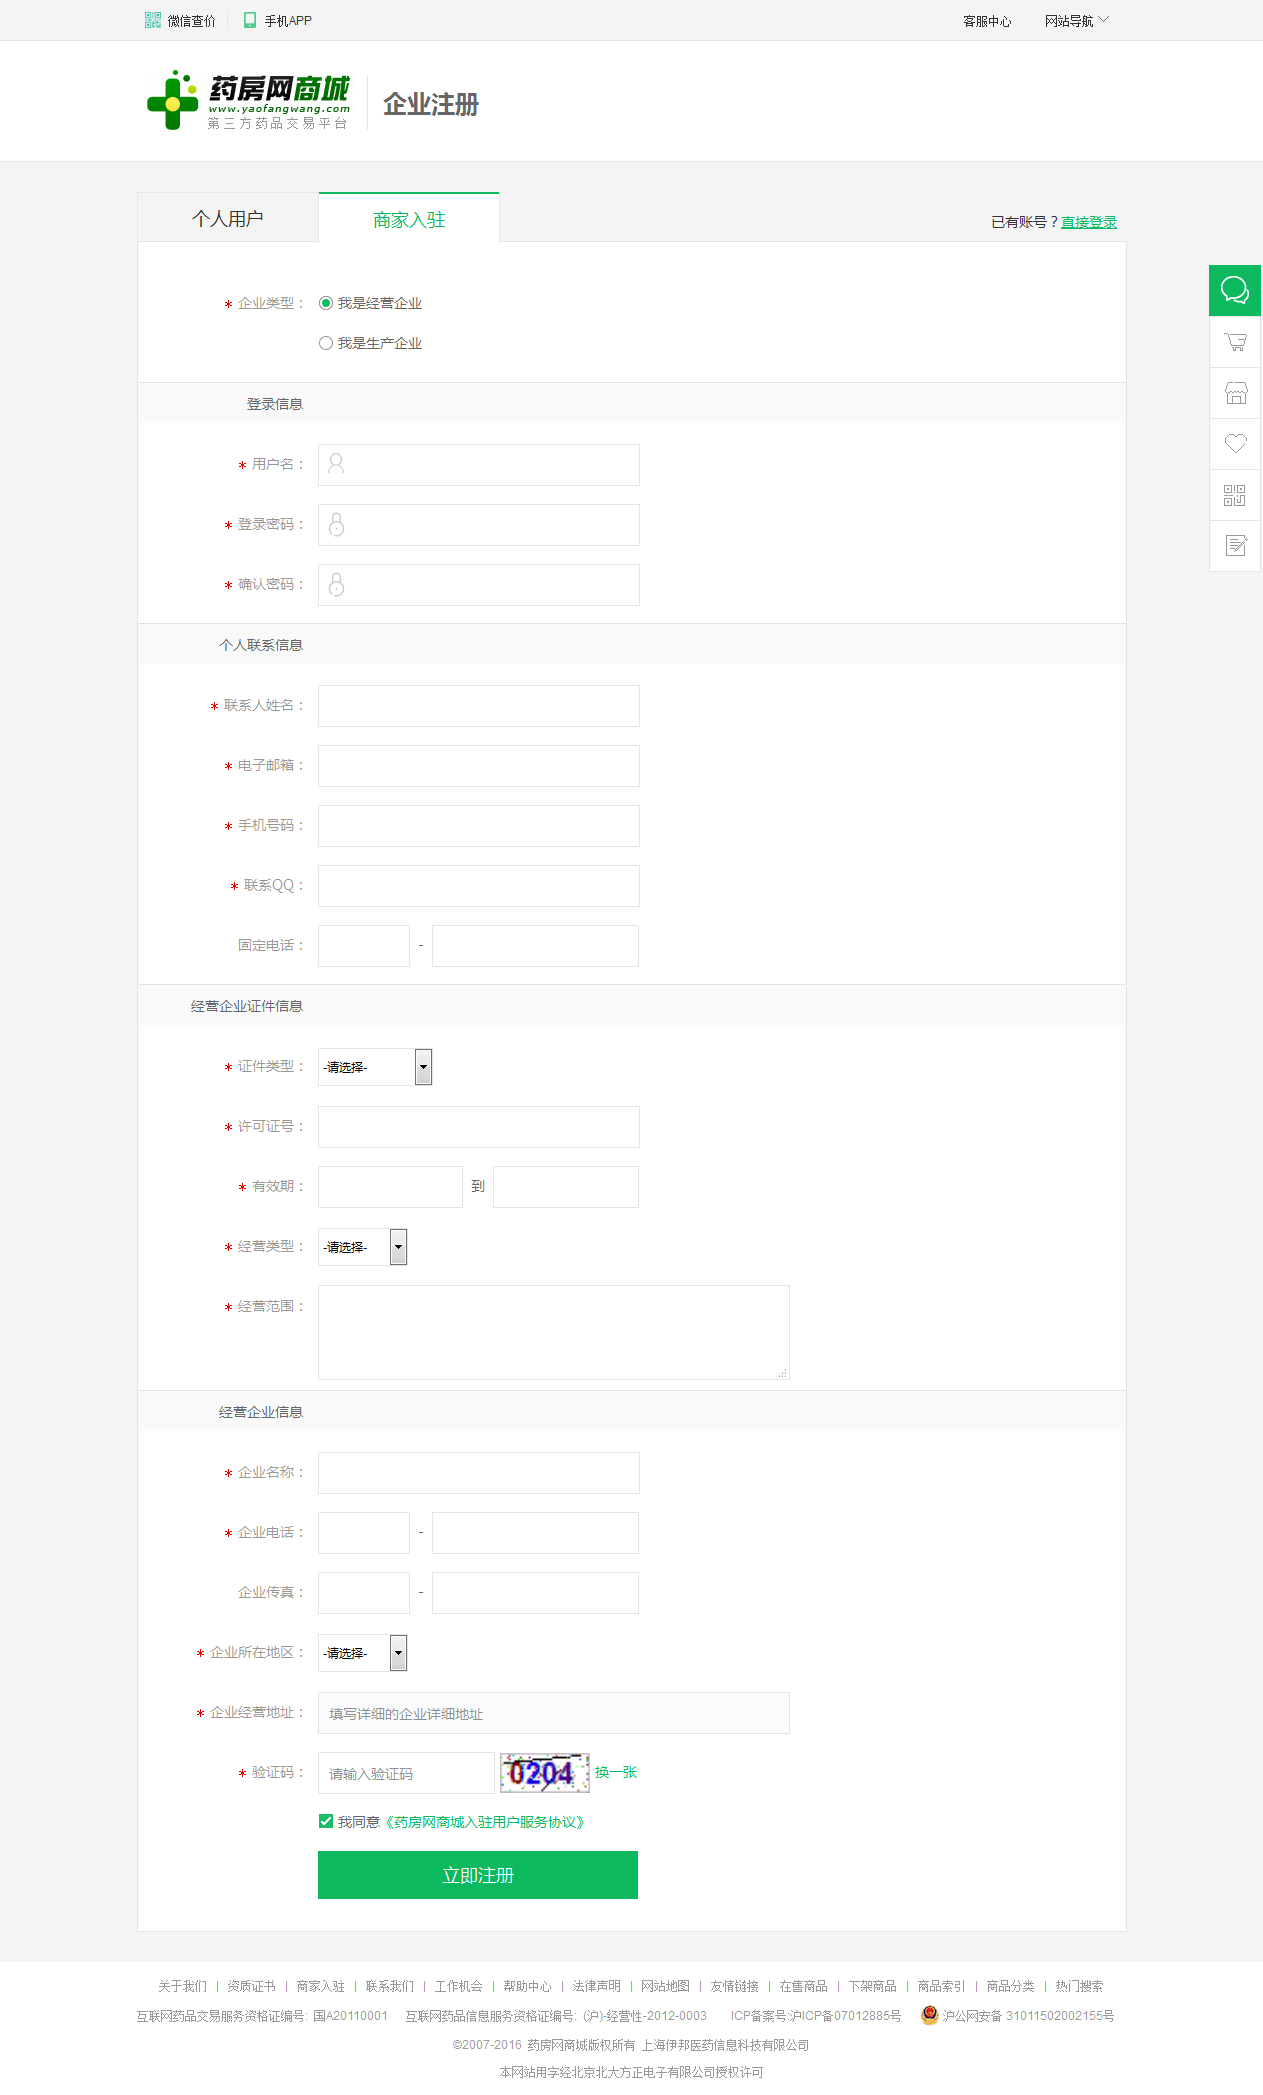 微信查价 手机APP 客服中心 网站导航
药房网商城
www.yaofangwang.com
第三方药品交易平台
企业注册
个人用户 商家入驻 已有账号？直接登录
* 企业类型： 我是经营企业
我是生产企业
登录信息
* 用户名：
* 登录密码：
* 确认密码：
个人联系信息
* 联系人姓名：
* 电子邮箱：
* 手机号码：
* 联系QQ：
固定电话： -
经营企业证件信息
* 证件类型： -请选择-
* 许可证号：
* 有效期： 到
* 经营类型： -请选择-
* 经营范围：
经营企业信息
* 企业名称：
* 企业电话： -
企业传真： -
* 企业所在地区： -请选择-
* 企业经营地址： 填写详细的企业详细地址
* 验证码： 请输入验证码 0204 换一张
我同意《药房网商城入驻用户服务协议》
立即注册
关于我们 | 资质证书 | 商家入驻 | 联系我们 | 工作机会 | 帮助中心 | 法律声明 | 网站地图 | 友情链接 | 在售商品 | 下架商品 | 商品索引 | 商品分类 | 热门搜索
互联网药品交易服务资格证编号: 国A20110001 互联网药品信息服务资格证编号: (沪)-经营性-2012-0003 ICP备案号:沪ICP备07012885号 沪公网安备 31011502002155号
©2007-2016 药房网商城版权所有 上海伊邦医药信息科技有限公司
本网站用字经北京北大方正电子有限公司授权许可